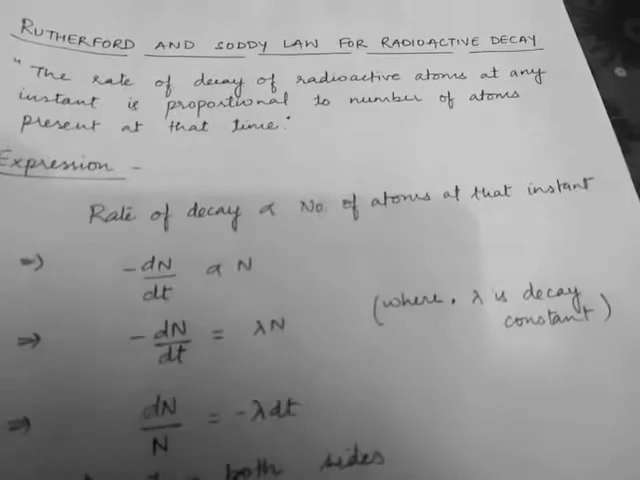 RUTHERFORD AND SODDY LAW FOR RADIOACTIVE DECAY
"The rate of decay of radioactive atoms at any
instant is proportional to number of atoms
present at that time."
Expression -
Rate of decay ∝ No. of atoms at that instant
=> -dN/dt ∝ N
=> -dN/dt = λN (where, λ is decay constant)
=> dN/N = -λdt
both sides